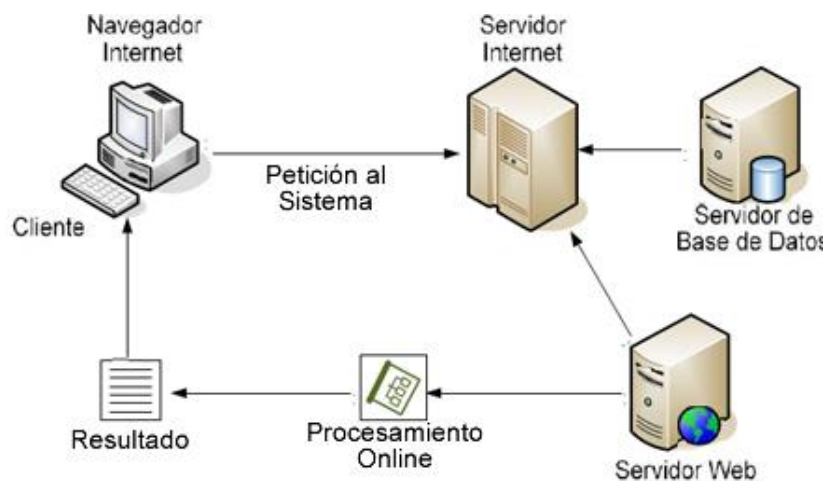 Navegador
Internet
Servidor
Internet
Petición al
Sistema
Cliente
Servidor de
Base de Datos
Resultado
Procesamiento
Online
Servidor Web